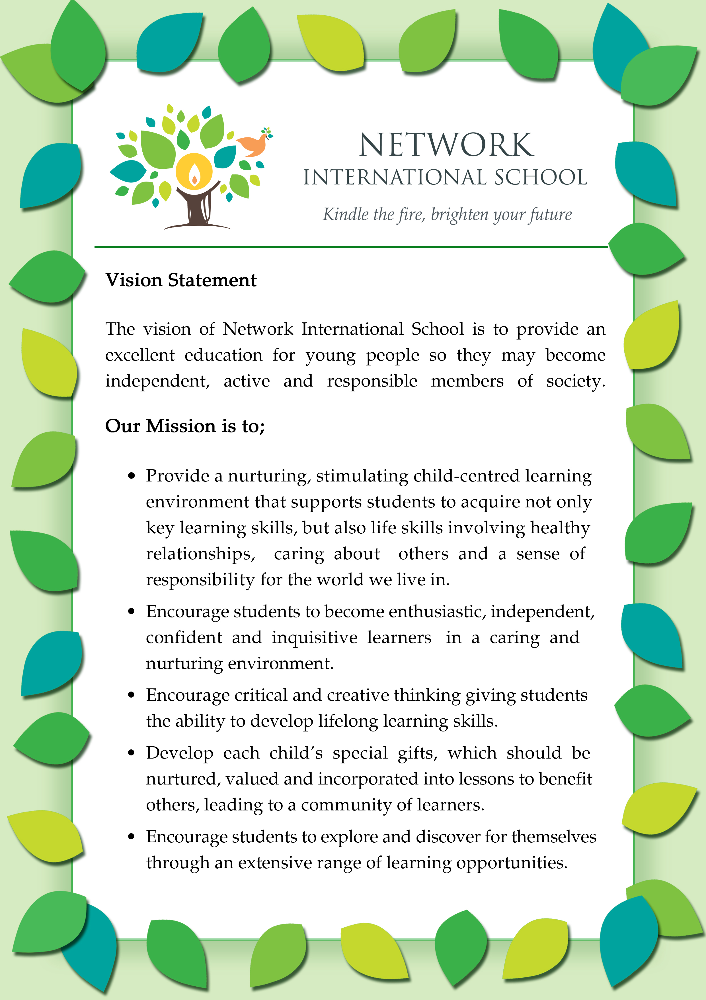 NETWORK
INTERNATIONAL SCHOOL
Kindle the fire, brighten your future
Vision Statement
The vision of Network International School is to provide an
excellent education for young people so they may become
independent, active and responsible members of society.
Our Mission is to;
• Provide a nurturing, stimulating child-centred learning
environment that supports students to acquire not only
key learning skills, but also life skills involving healthy
relationships, caring about others and a sense of
responsibility for the world we live in.
• Encourage students to become enthusiastic, independent,
confident and inquisitive learners in a caring and
nurturing environment.
• Encourage critical and creative thinking giving students
the ability to develop lifelong learning skills.
• Develop each child’s special gifts, which should be
nurtured, valued and incorporated into lessons to benefit
others, leading to a community of learners.
• Encourage students to explore and discover for themselves
through an extensive range of learning opportunities.